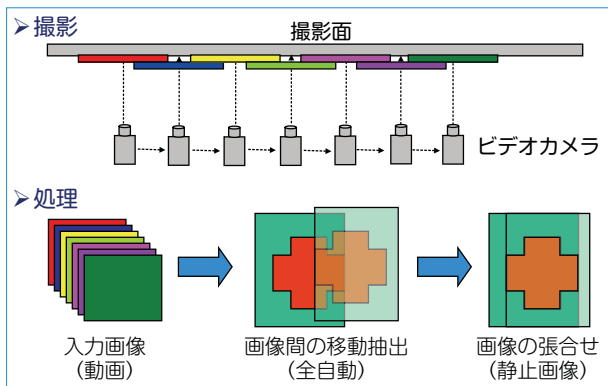 ➢撮影
撮影面
ビデオカメラ
➢処理
入力画像
(動画)
画像間の移動抽出
(全自動)
画像の張合せ
(静止画像)